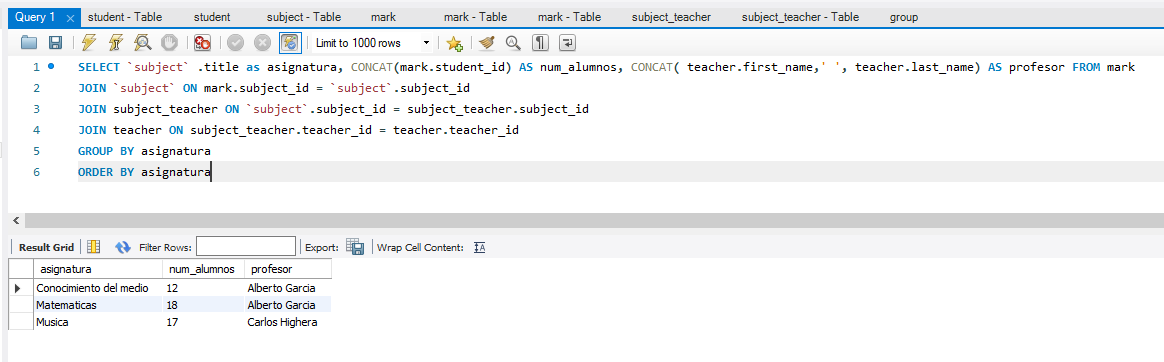 Query 1 student - Table student subject - Table mark mark - Table mark - Table subject_teacher subject_teacher - Table group
Limit to 1000 rows
1 SELECT `subject` .title as asignatura, CONCAT(mark.student_id) AS num_alumnos, CONCAT( teacher.first_name,' ', teacher.last_name) AS profesor FROM mark
2 JOIN `subject` ON mark.subject_id = `subject`.subject_id
3 JOIN subject_teacher ON `subject`.subject_id = subject_teacher.subject_id
4 JOIN teacher ON subject_teacher.teacher_id = teacher.teacher_id
5 GROUP BY asignatura
6 ORDER BY asignatura
Result Grid Filter Rows: Export: Wrap Cell Content:
asignatura num_alumnos profesor
Conocimiento del medio 12 Alberto Garcia
Matematicas 18 Alberto Garcia
Musica 17 Carlos Highera